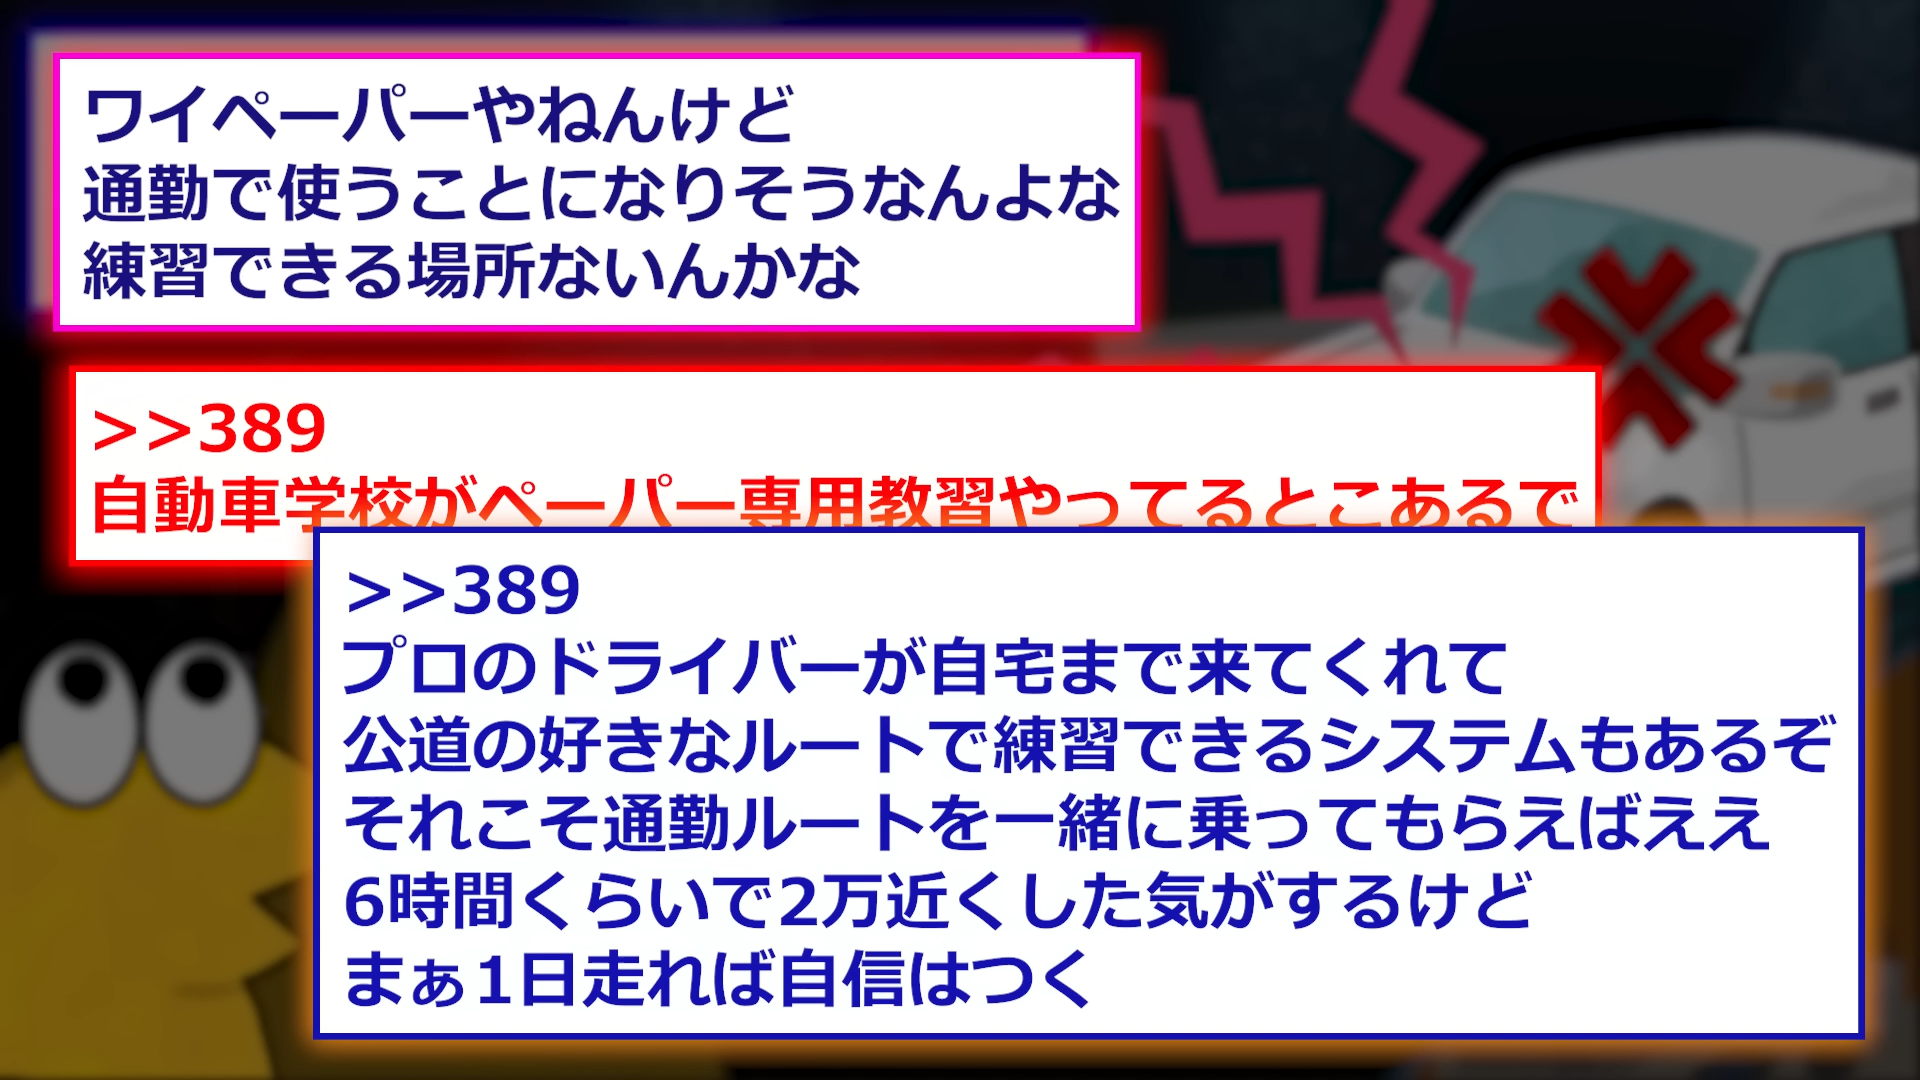 ワイペーパーやねんけど
通勤で使うことになりそうなんよな
練習できる場所ないんかな
>>389
自動車学校がペーパー専用教習やってるとこあるで
>>389
プロのドライバーが自宅まで来てくれて
公道の好きなルートで練習できるシステムもあるぞ
それこそ通勤ルートを一緒に乗ってもらえばええ
6時間くらいで2万近くした気がするけど
まぁ1日走れば自信はつく